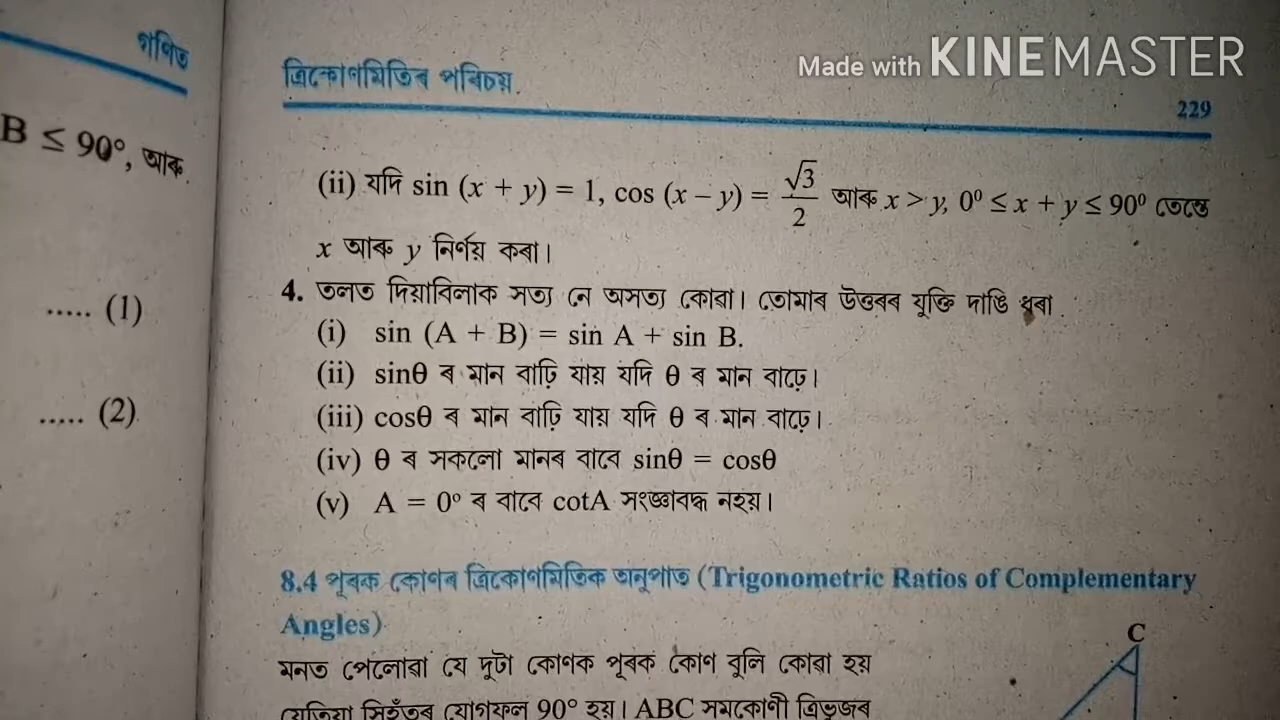 গণিত
B ≤ 90°, আৰু
..... (1)
..... (2)
Made with KINEMASTER
ত্ৰিকোণমিতিৰ পৰিচয়
229
(ii) যদি sin (x + y) = 1, cos (x – y) = √3/2 আৰু x > y, 0⁰ ≤ x + y ≤ 90⁰ তেন্তে
x আৰু y নিৰ্ণয় কৰা।
4. তলত দিয়াবিলাক সত্য নে অসত্য কোৱা। তোমাৰ উত্তৰৰ যুক্তি দাঙি ধৰা
(i) sin (A + B) = sin A + sin B.
(ii) sinθ ৰ মান বাঢ়ি যায় যদি θ ৰ মান বাঢ়ে।
(iii) cosθ ৰ মান বাঢ়ি যায় যদি θ ৰ মান বাঢ়ে।
(iv) θ ৰ সকলো মানৰ বাবে sinθ = cosθ
(v) A = 0° ৰ বাবে cotA সংজ্ঞাবদ্ধ নহয়।
8.4 পূৰক কোণৰ ত্ৰিকোণমিতিক অনুপাত (Trigonometric Ratios of Complementary
Angles)
C
মনত পেলোৱা যে দুটা কোণক পূৰক কোণ বুলি কোৱা হয়
যেতিয়া সিহঁতৰ যোগফল 90° হয়। ABC সমকোণী ত্ৰিভূজৰ